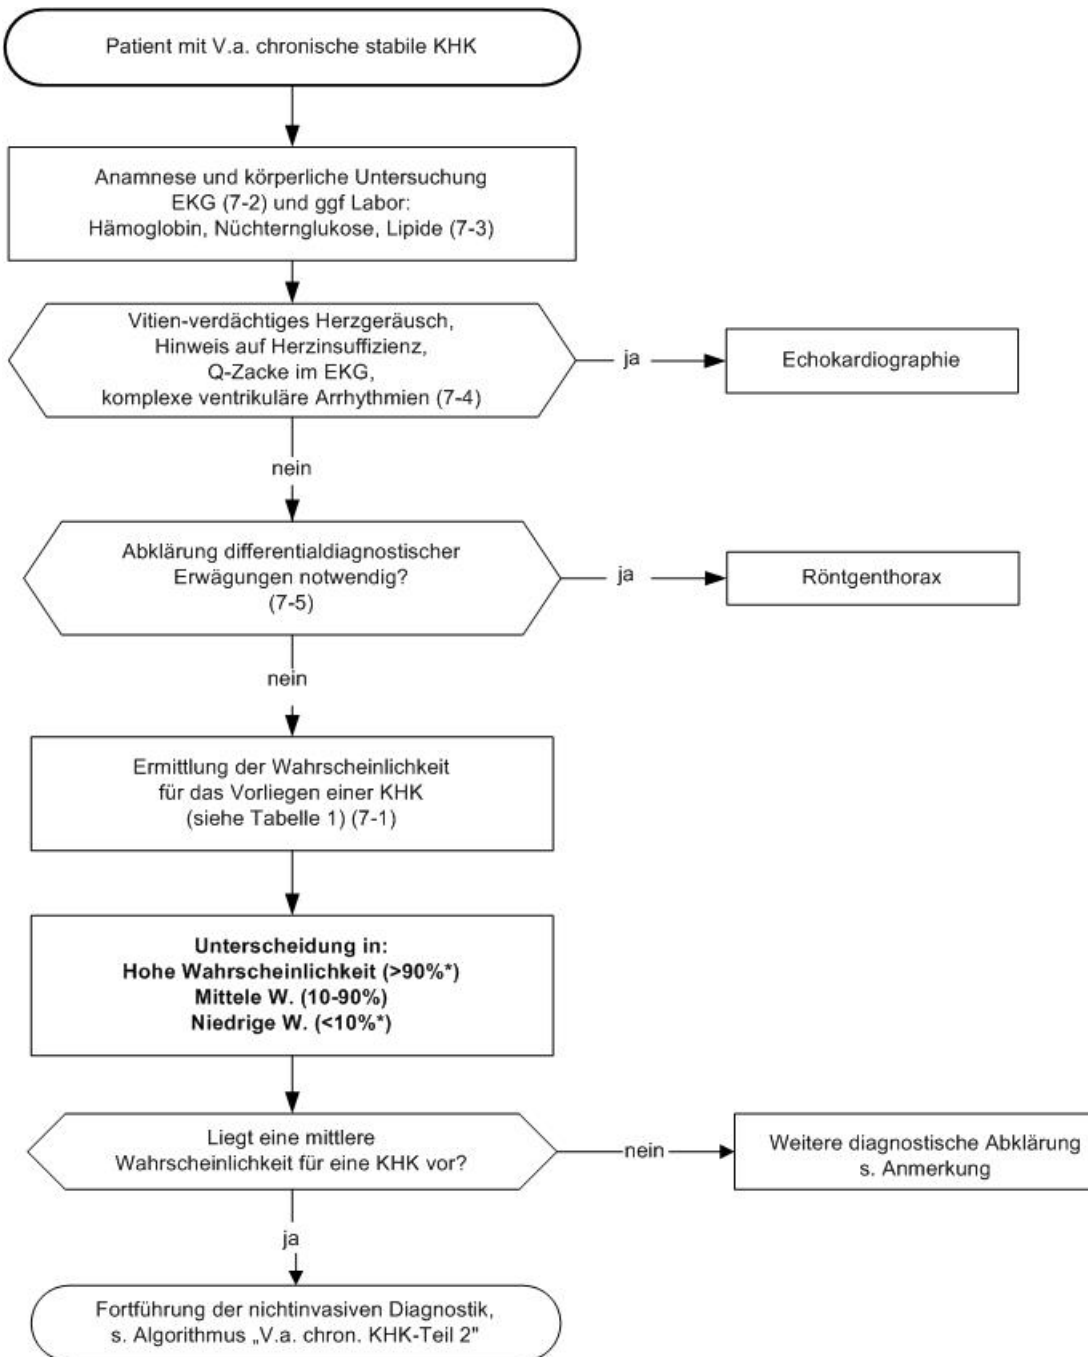 Patient mit V.a. chronische stabile KHK
Anamnese und körperliche Untersuchung
EKG (7-2) und ggf Labor:
Hämoglobin, Nüchternglukose, Lipide (7-3)
Vitien-verdächtiges Herzgeräusch,
Hinweis auf Herzinsuffizienz,
Q-Zacke im EKG,
komplexe ventrikuläre Arrhythmien (7-4)
ja
Echokardiographie
nein
Abklärung differentialdiagnostischer
Erwägungen notwendig?
(7-5)
ja
Röntgenthorax
nein
Ermittlung der Wahrscheinlichkeit
für das Vorliegen einer KHK
(siehe Tabelle 1) (7-1)
Unterscheidung in:
Hohe Wahrscheinlichkeit (>90%*)
Mittele W. (10-90%)
Niedrige W. (<10%*)
Liegt eine mittlere
Wahrscheinlichkeit für eine KHK vor?
nein
Weitere diagnostische Abklärung
s. Anmerkung
ja
Fortführung der nichtinvasiven Diagnostik,
s. Algorithmus „V.a. chron. KHK-Teil 2"